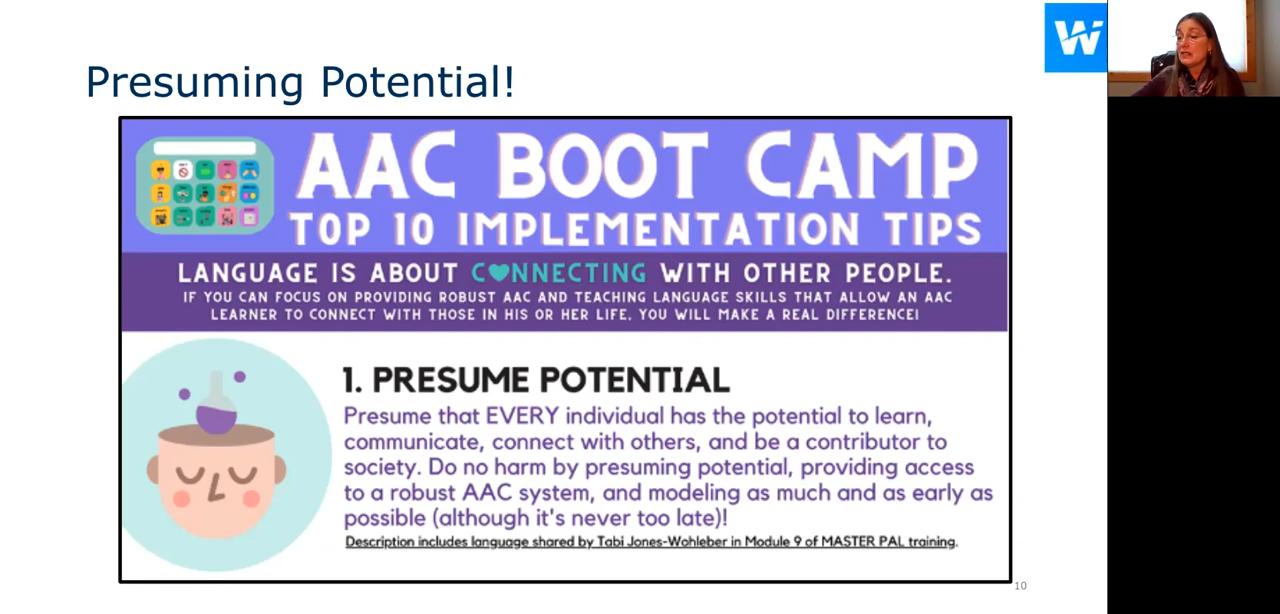 Presuming Potential!
W
AAC BOOT CAMP
TOP 10 IMPLEMENTATION TIPS
LANGUAGE IS ABOUT C♥NNECTING WITH OTHER PEOPLE.
IF YOU CAN FOCUS ON PROVIDING ROBUST AAC AND TEACHING LANGUAGE SKILLS THAT ALLOW AN AAC
LEARNER TO CONNECT WITH THOSE IN HIS OR HER LIFE, YOU WILL MAKE A REAL DIFFERENCE!
1. PRESUME POTENTIAL
Presume that EVERY individual has the potential to learn,
communicate, connect with others, and be a contributor to
society. Do no harm by presuming potential, providing access
to a robust AAC system, and modeling as much and as early as
possible (although it's never too late)!
Description includes language shared by Tabi Jones-Wohleber in Module 9 of MASTER PAL training.
10